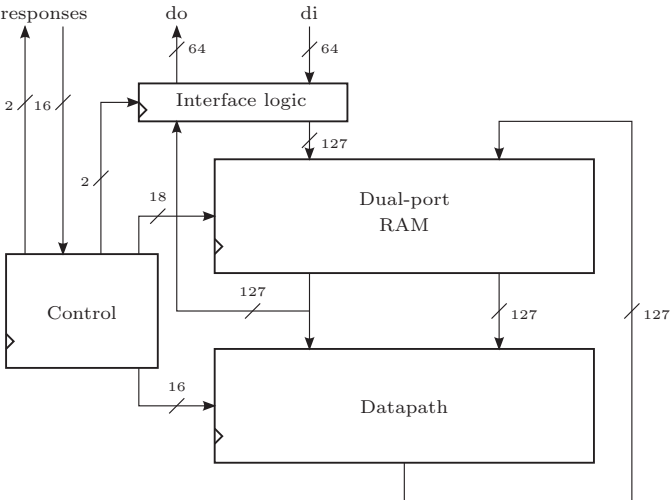 responses do di
64 64
2 16
Interface logic
127
2
18
Dual-port
RAM
127
Control
127
127
16
Datapath